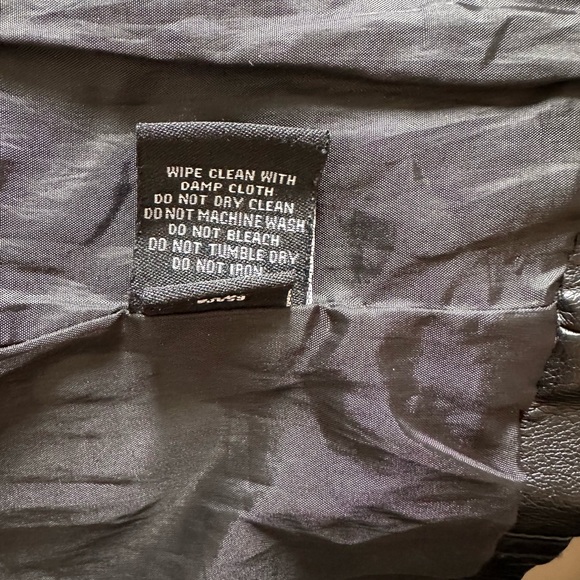 WIPE CLEAN WITH
DAMP CLOTH
DO NOT DRY CLEAN
DO NOT MACHINE WASH
DO NOT BLEACH
DO NOT TUMBLE DRY
DO NOT IRON